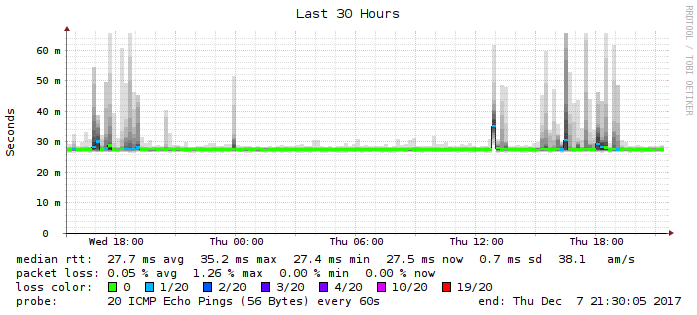 Last 30 Hours
RRDTOOL / TOBI OETIKER
Seconds
60 m
50 m
40 m
30 m
20 m
10 m
0
Wed 18:00 Thu 00:00 Thu 06:00 Thu 12:00 Thu 18:00
median rtt: 27.7 ms avg 35.2 ms max 27.4 ms min 27.5 ms now 0.7 ms sd 38.1 am/s
packet loss: 0.05 % avg 1.26 % max 0.00 % min 0.00 % now
loss color: 0 1/20 2/20 3/20 4/20 10/20 19/20
probe: 20 ICMP Echo Pings (56 Bytes) every 60s end: Thu Dec 7 21:30:05 2017